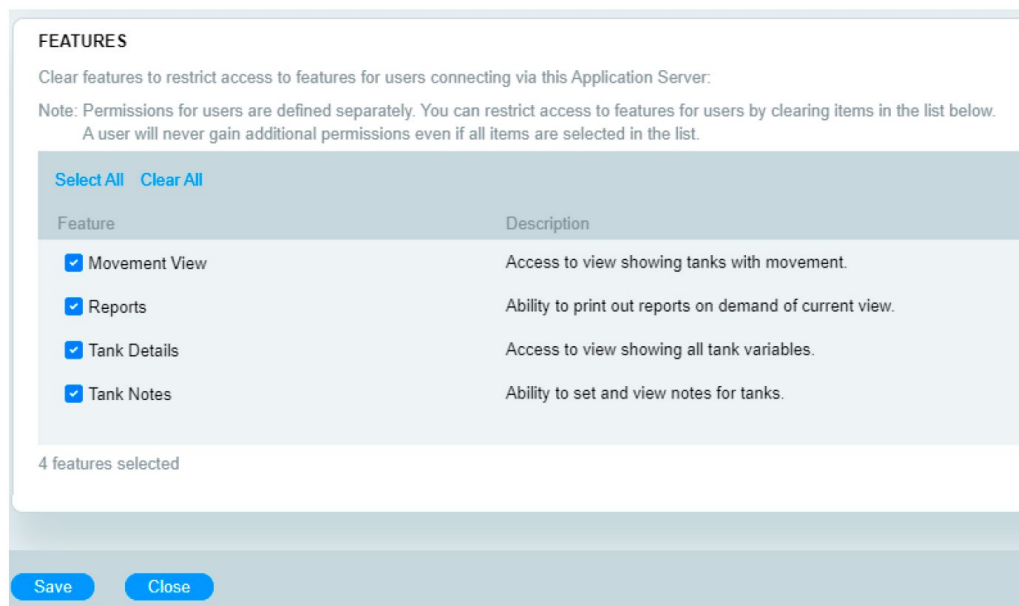 FEATURES
Clear features to restrict access to features for users connecting via this Application Server:
Note: Permissions for users are defined separately. You can restrict access to features for users by clearing items in the list below.
A user will never gain additional permissions even if all items are selected in the list.
Select All Clear All
Feature Description
Movement View Access to view showing tanks with movement.
Reports Ability to print out reports on demand of current view.
Tank Details Access to view showing all tank variables.
Tank Notes Ability to set and view notes for tanks.
4 features selected
Save Close